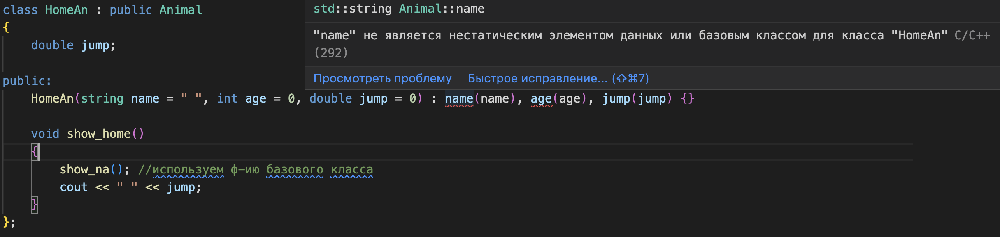 class HomeAn : public Animal
{
double jump;
public:
std::string Animal::name
"name" не является нестатическим элементом данных или базовым классом для класса "HomeAn" C/C++
(292)
Просмотреть проблему Быстрое исправление... (⇧⌘7)
HomeAn(string name = " ", int age = 0, double jump = 0) : name(name), age(age), jump(jump) {}
void show_home()
{
show_na(); //используем ф-ию базового класса
cout << " " << jump;
}
};